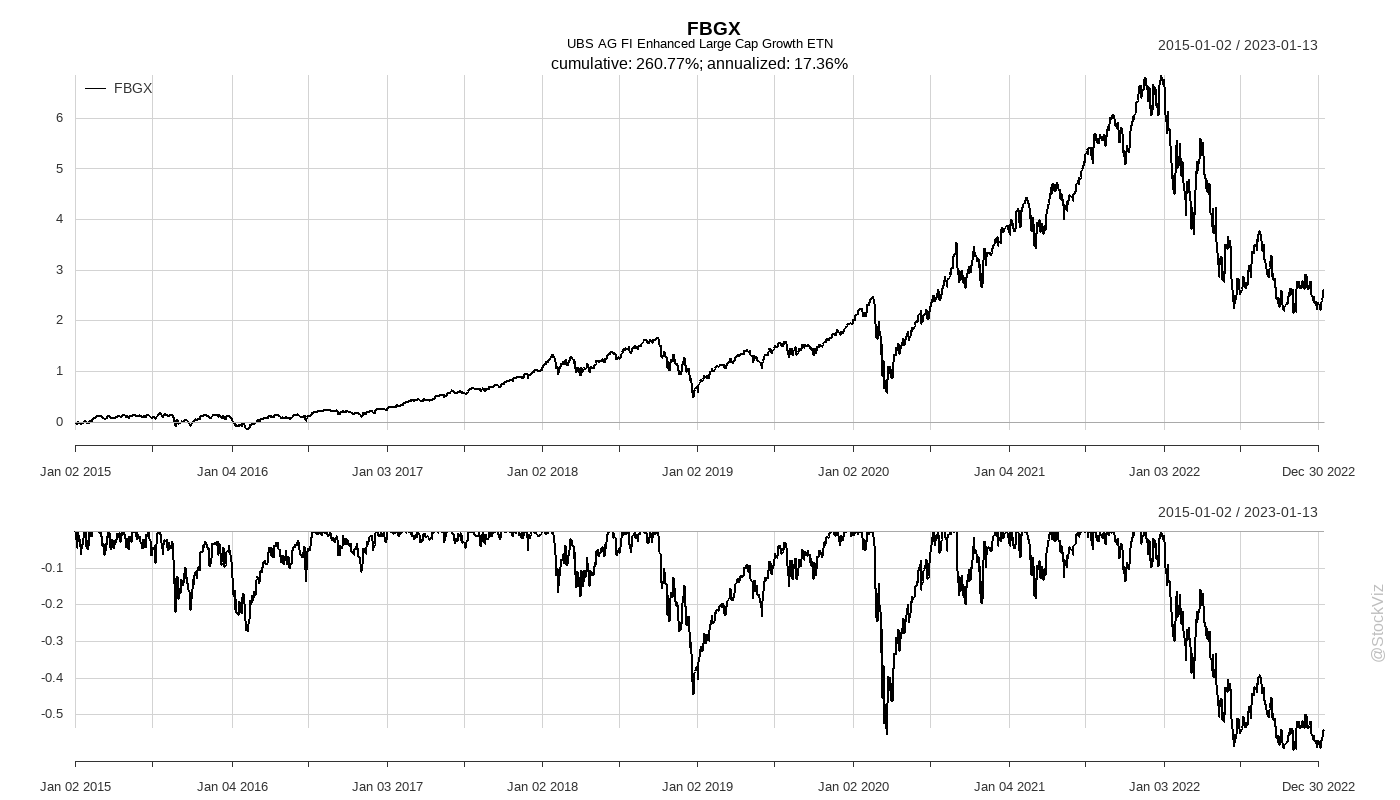 FBGX
UBS AG FI Enhanced Large Cap Growth ETN
cumulative: 260.77%; annualized: 17.36%
2015-01-02 / 2023-01-13
FBGX
6
5
4
3
2
1
0
Jan 02 2015 Jan 04 2016 Jan 03 2017 Jan 02 2018 Jan 02 2019 Jan 02 2020 Jan 04 2021 Jan 03 2022 Dec 30 2022
2015-01-02 / 2023-01-13
-0.1
-0.2
-0.3
-0.4
-0.5
Jan 02 2015 Jan 04 2016 Jan 03 2017 Jan 02 2018 Jan 02 2019 Jan 02 2020 Jan 04 2021 Jan 03 2022 Dec 30 2022
@StockViz